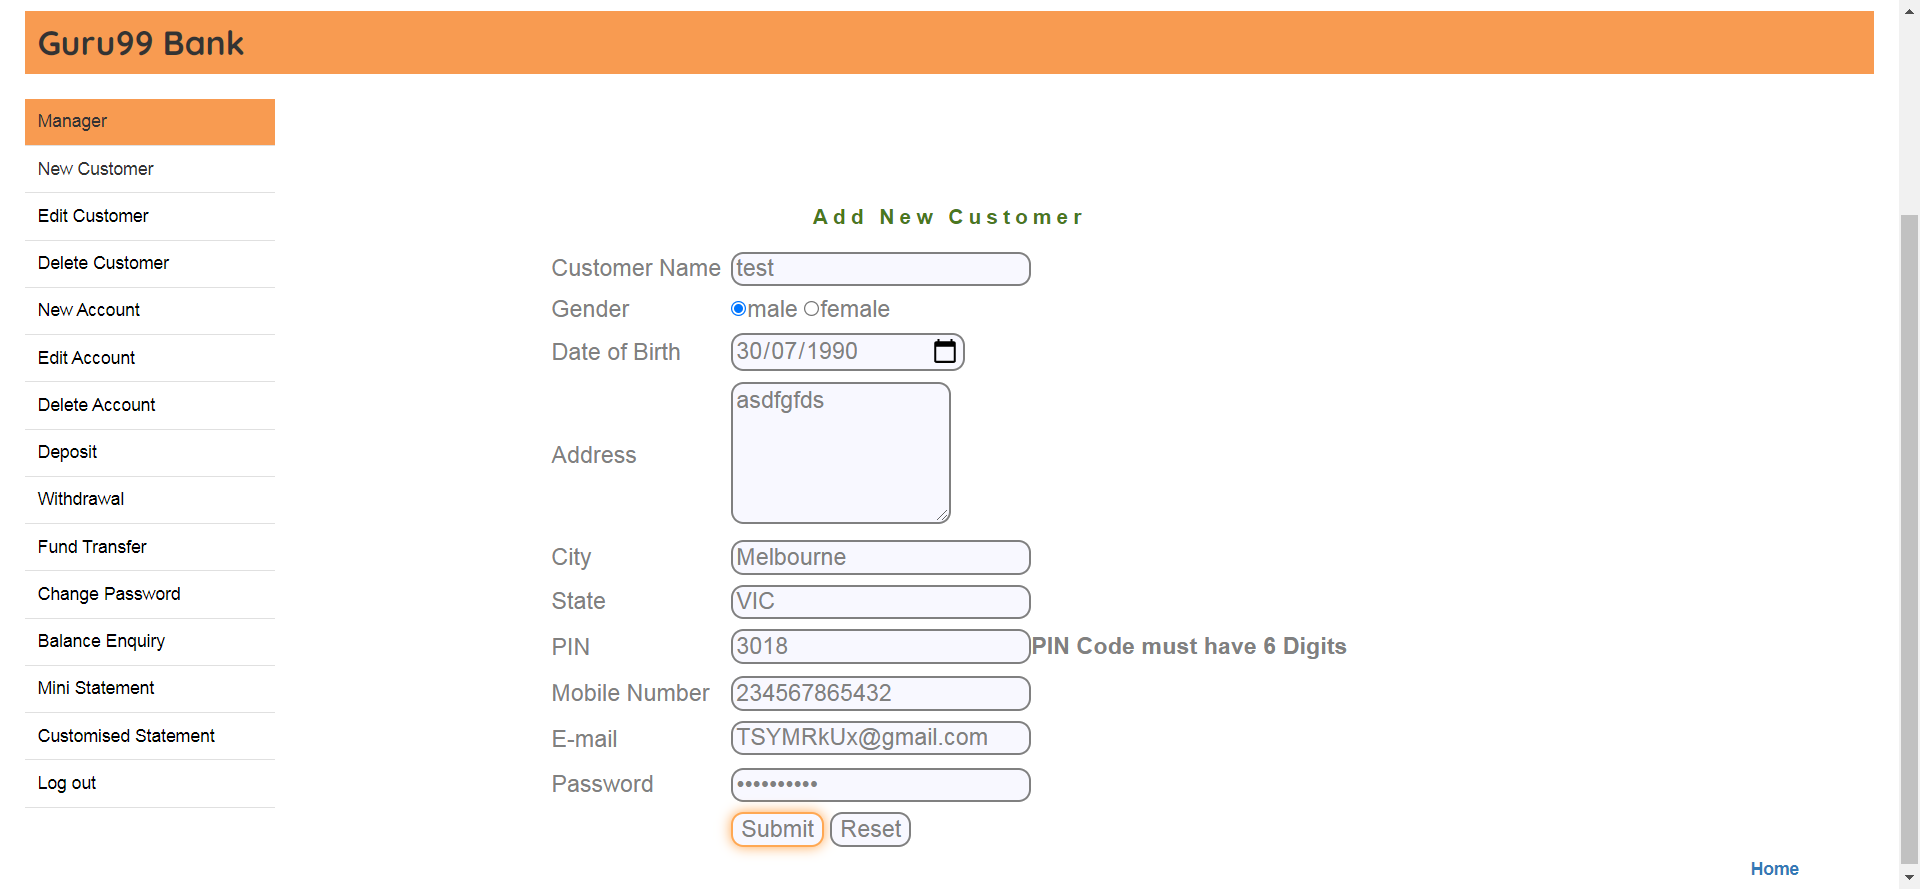 Guru99 Bank
Manager
New Customer
Edit Customer
Delete Customer
New Account
Edit Account
Delete Account
Deposit
Withdrawal
Fund Transfer
Change Password
Balance Enquiry
Mini Statement
Customised Statement
Log out
Add New Customer
Customer Name test
Gender male female
Date of Birth 30/07/1990
Address asdfgfds
City Melbourne
State VIC
PIN 3018 PIN Code must have 6 Digits
Mobile Number 234567865432
E-mail TSYMRkUx@gmail.com
Password ••••••••••
Submit Reset
Home